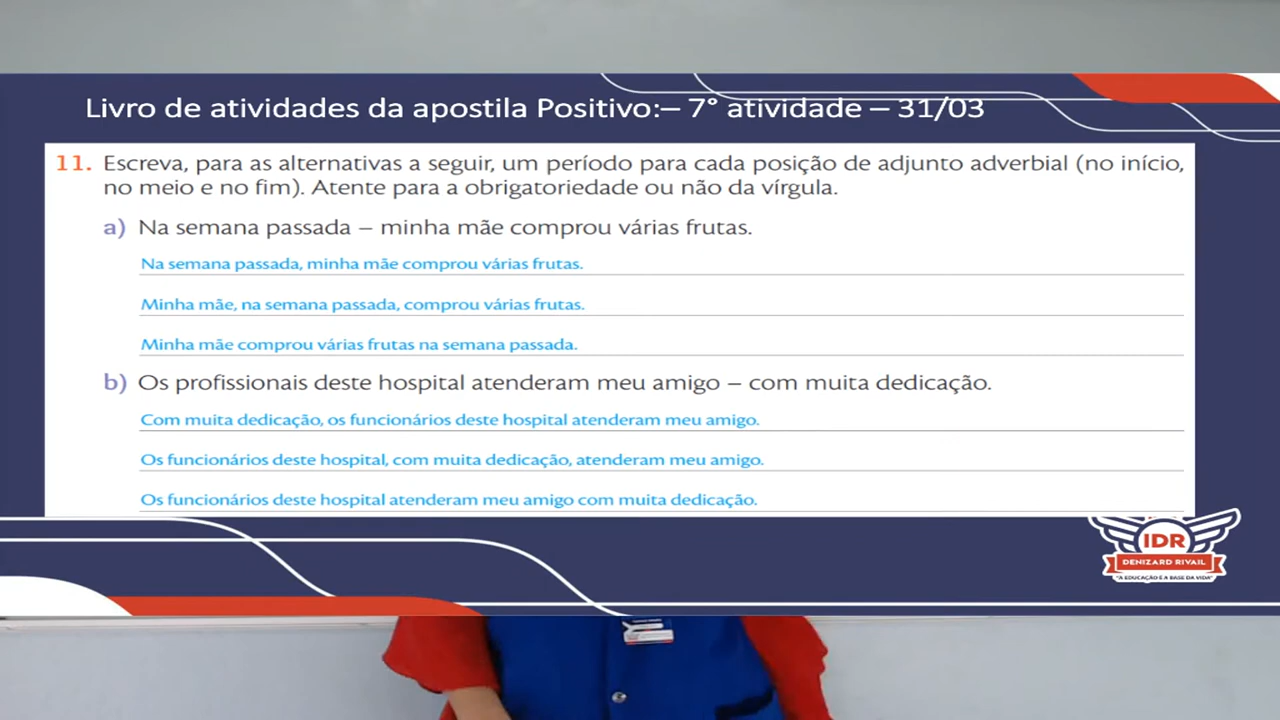 Livro de atividades da apostila Positivo:– 7° atividade – 31/03
11. Escreva, para as alternativas a seguir, um período para cada posição de adjunto adverbial (no início,
no meio e no fim). Atente para a obrigatoriedade ou não da vírgula.
a) Na semana passada – minha mãe comprou várias frutas.
Na semana passada, minha mãe comprou várias frutas.
Minha mãe, na semana passada, comprou várias frutas.
Minha mãe comprou várias frutas na semana passada.
b) Os profissionais deste hospital atenderam meu amigo – com muita dedicação.
Com muita dedicação, os funcionários deste hospital atenderam meu amigo.
Os funcionários deste hospital, com muita dedicação, atenderam meu amigo.
Os funcionários deste hospital atenderam meu amigo com muita dedicação.
IDR
DENIZARD RIVAIL
"A EDUCAÇÃO É A BASE DA VIDA"